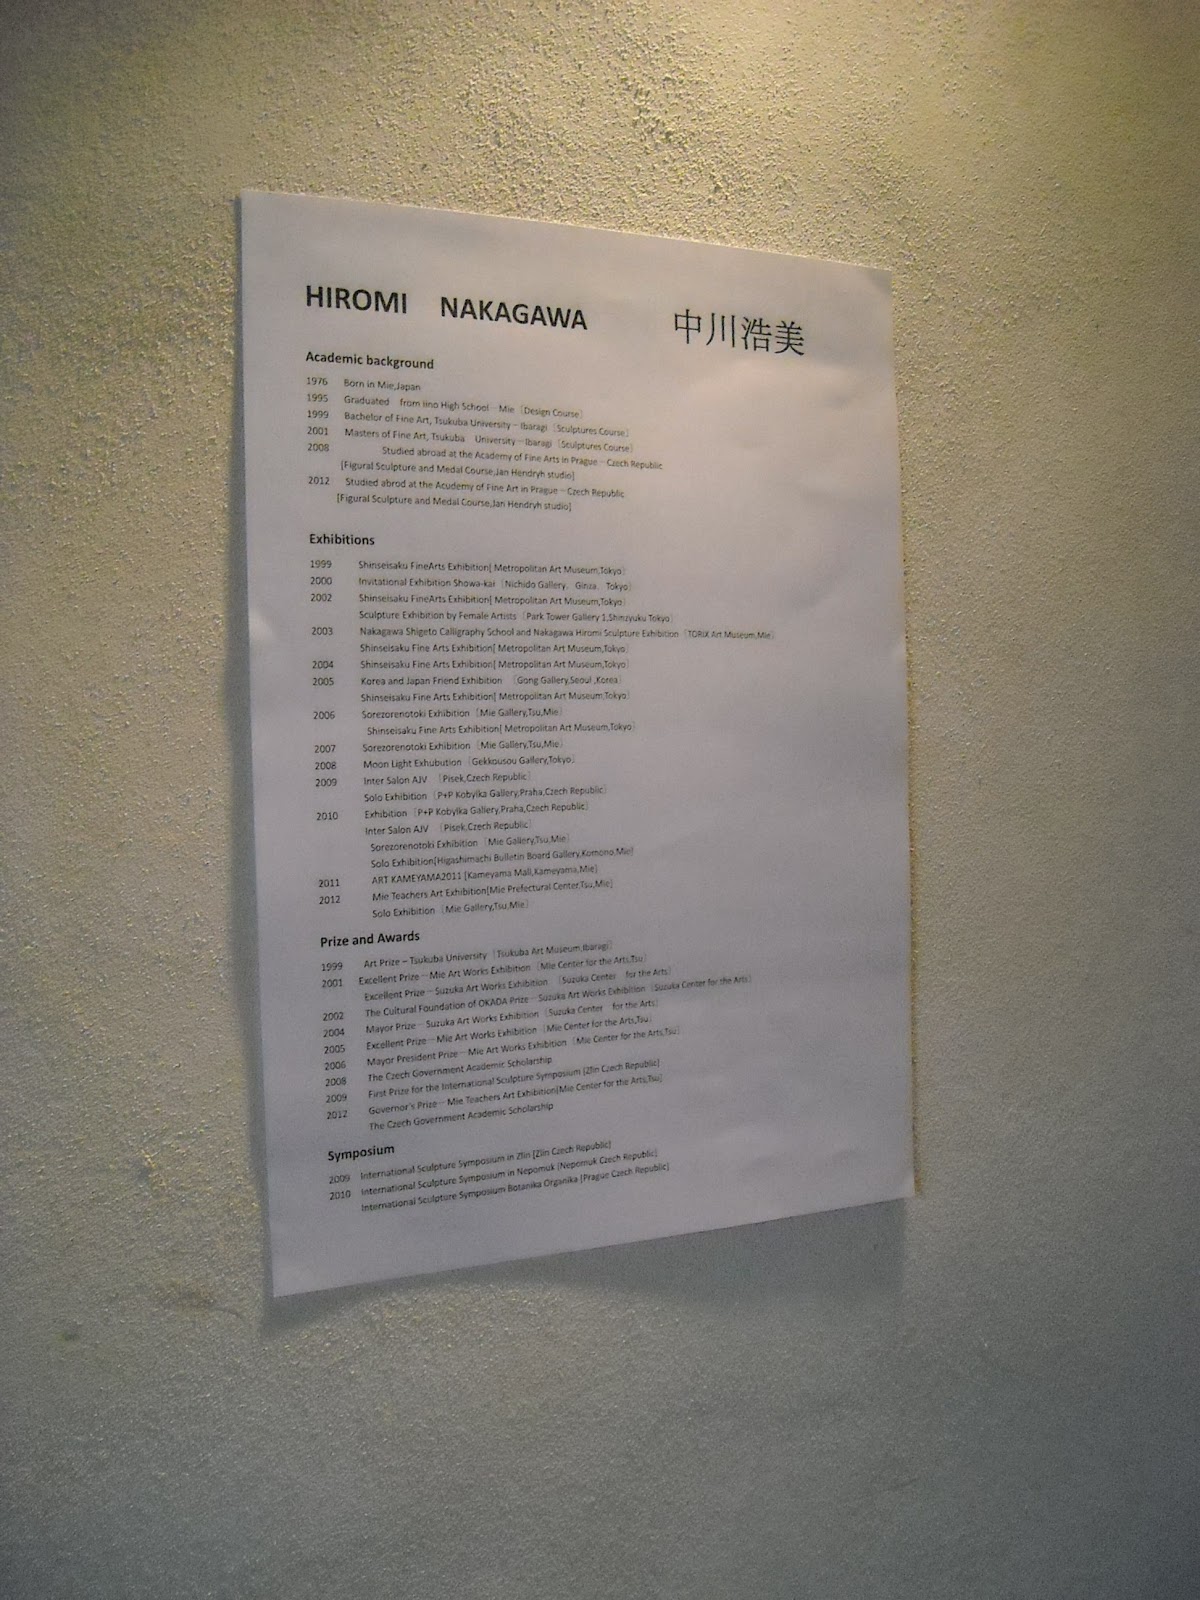 HIROMI NAKAGAWA 中川浩美
Academic background
1976 Born in Mie,Japan
1995 Graduated from Iino High School－Mie［Design Course］
1999 Bachelor of Fine Art, Tsukuba University－Ibaragi［Sculptures Course］
2001 Masters of Fine Art, Tsukuba University－Ibaragi［Sculptures Course］
2008 Studied abroad at the Academy of Fine Arts in Prague－Czech Republic
[Figural Sculpture and Medal Course,Jan Hendryh studio]
2012 Studied abrod at the Acudemy of Fine Art in Prague－Czech Republic
[Figural Sculpture and Medal Course,Jan Hendryh studio]
Exhibitions
1999 Shinseisaku FineArts Exhibition[ Metropolitan Art Museum,Tokyo］
2000 Invitational Exhibition Showa-kai［Nichido Gallery．Ginza．Tokyo］
2002 Shinseisaku FineArts Exhibition[ Metropolitan Art Museum,Tokyo］
Sculpture Exhibition by Female Artists［Park Tower Gallery 1,Shinzyuku Tokyo］
2003 Nakagawa Shigeto Calligraphy School and Nakagawa Hiromi Sculpture Exhibition［TORIX Art Museum,Mie］
Shinseisaku Fine Arts Exhibition[ Metropolitan Art Museum,Tokyo］
2004 Shinseisaku Fine Arts Exhibition[ Metropolitan Art Museum,Tokyo］
2005 Korea and Japan Friend Exhibition ［Gong Gallery,Seoul ,Korea］
Shinseisaku Fine Arts Exhibition[ Metropolitan Art Museum,Tokyo］
2006 Sorezorenotoki Exhibition［Mie Gallery,Tsu,Mie］
Shinseisaku Fine Arts Exhibition[ Metropolitan Art Museum,Tokyo］
2007 Sorezorenotoki Exhibition［Mie Gallery,Tsu,Mie］
2008 Moon Light Exhubution［Gekkousou Gallery,Tokyo］
2009 Inter Salon AJV ［Pisek,Czech Republic］
Solo Exhibition［P+P Kobylka Gallery,Praha,Czech Republic］
2010 Exhibition［P+P Kobylka Gallery,Praha,Czech Republic］
Inter Salon AJV ［Pisek,Czech Republic］
Sorezorenotoki Exhibition［Mie Gallery,Tsu,Mie］
Solo Exhibition[Higashimachi Bulletin Board Gallery,Komono,Mie]
2011 ART KAMEYAMA2011 [Kameyama Mall,Kameyama,Mie]
2012 Mie Teachers Art Exhibition[Mie Prefectural Center,Tsu,Mie]
Solo Exhibition［Mie Gallery,Tsu,Mie］
Prize and Awards
1999 Art Prize – Tsukuba University［Tsukuba Art Museum,Ibaragi］
2001 Excellent Prize－Mie Art Works Exhibition［Mie Center for the Arts,Tsu］
Excellent Prize－Suzuka Art Works Exhibition ［Suzuka Center for the Arts］
2002 The Cultural Foundation of OKADA Prize－Suzuka Art Works Exhibition［Suzuka Center for the Arts］
2004 Mayor Prize－Suzuka Art Works Exhibition［Suzuka Center for the Arts］
2005 Excellent Prize－Mie Art Works Exhibition［Mie Center for the Arts,Tsu］
2006 Mayor President Prize－Mie Art Works Exhibition［Mie Center for the Arts,Tsu］
2008 The Czech Government Academic Scholarship
2009 First Prize for the International Sculpture Symposium [Zlin Czech Republic]
2012 Governor's Prize－Mie Teachers Art Exhibition[Mie Center for the Arts,Tsu]
The Czech Government Academic Scholarship
Symposium
2009 International Sculpture Symposium in Zlin [Zlin Czech Republic]
2010 International Sculpture Symposium in Nepomuk [Nepomuk Czech Republic]
International Sculpture Symposium Botanika Organika [Prague Czech Republic]